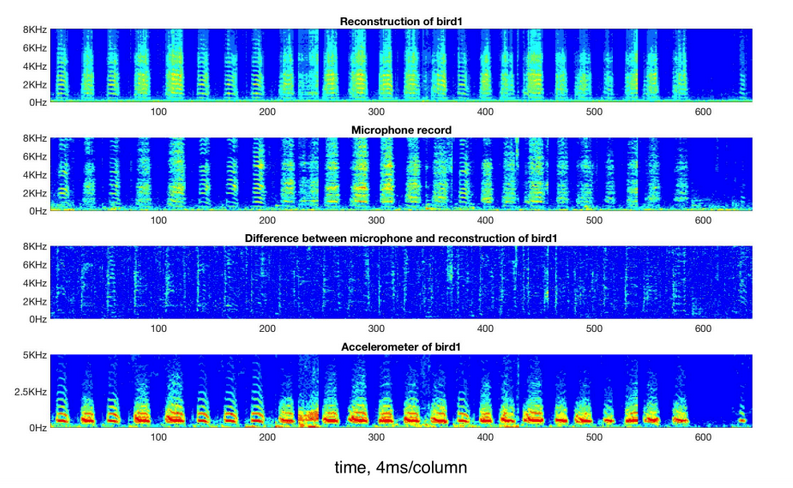 Reconstruction of bird1
8KHz
6KHz
4KHz
2KHz
0Hz
100 200 300 400 500 600
Microphone record
8KHz
6KHz
4KHz
2KHz
0Hz
100 200 300 400 500 600
Difference between microphone and reconstruction of bird1
8KHz
6KHz
4KHz
2KHz
0Hz
100 200 300 400 500 600
Accelerometer of bird1
5KHz
2.5KHz
0Hz
100 200 300 400 500 600
time, 4ms/column